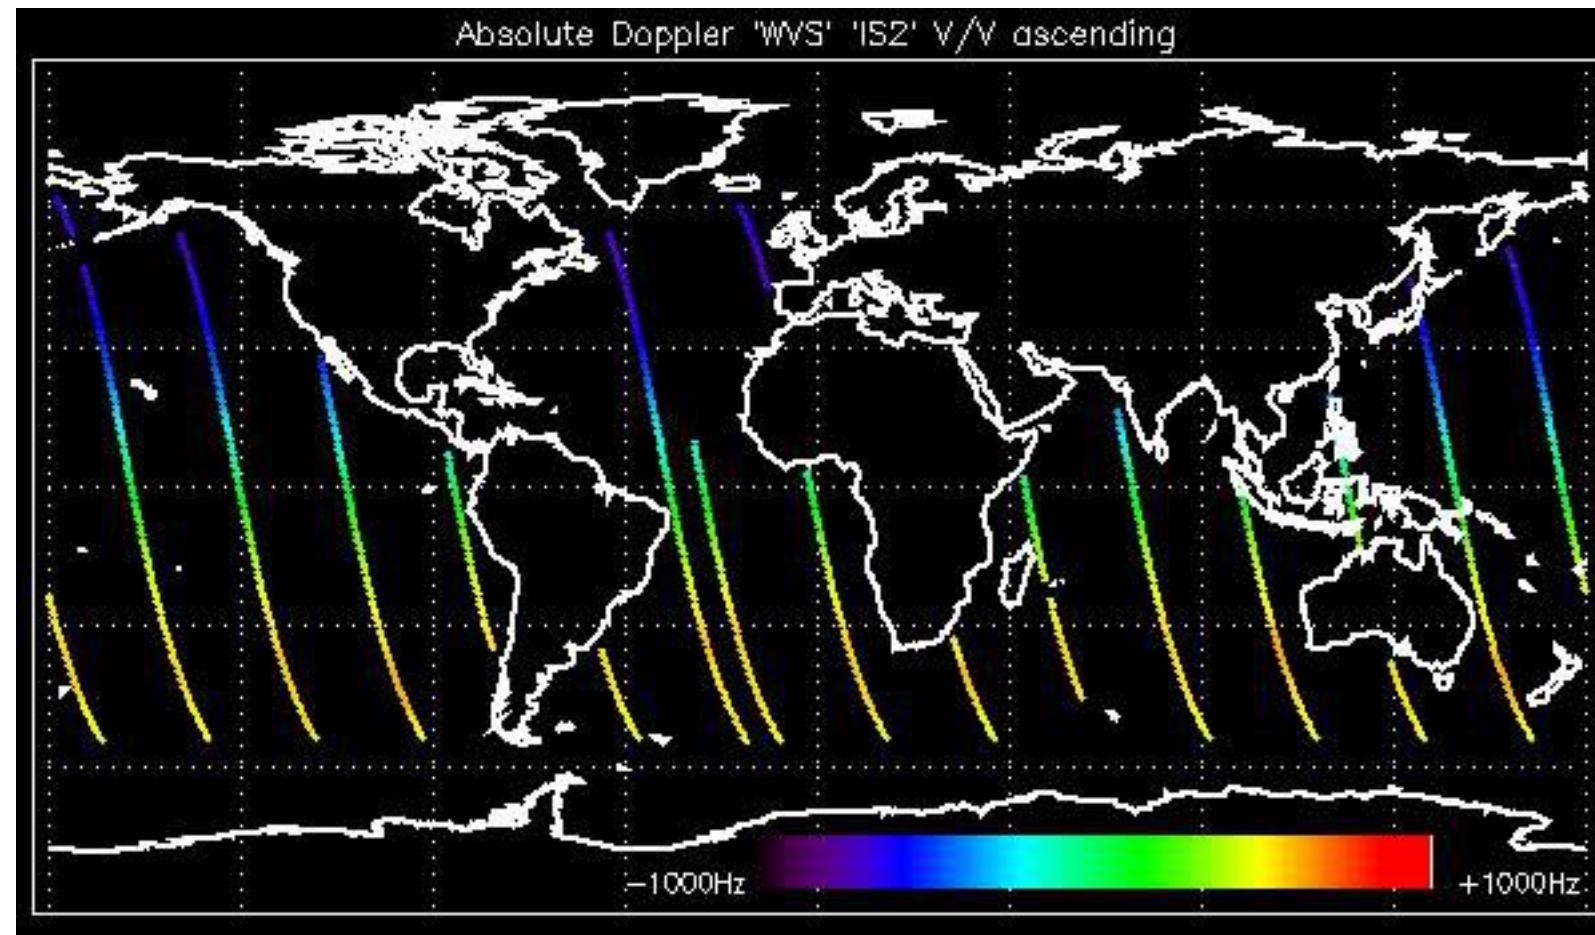 Absolute Doppler 'WVS' 'IS2' V/V ascending
-1000Hz +1000Hz